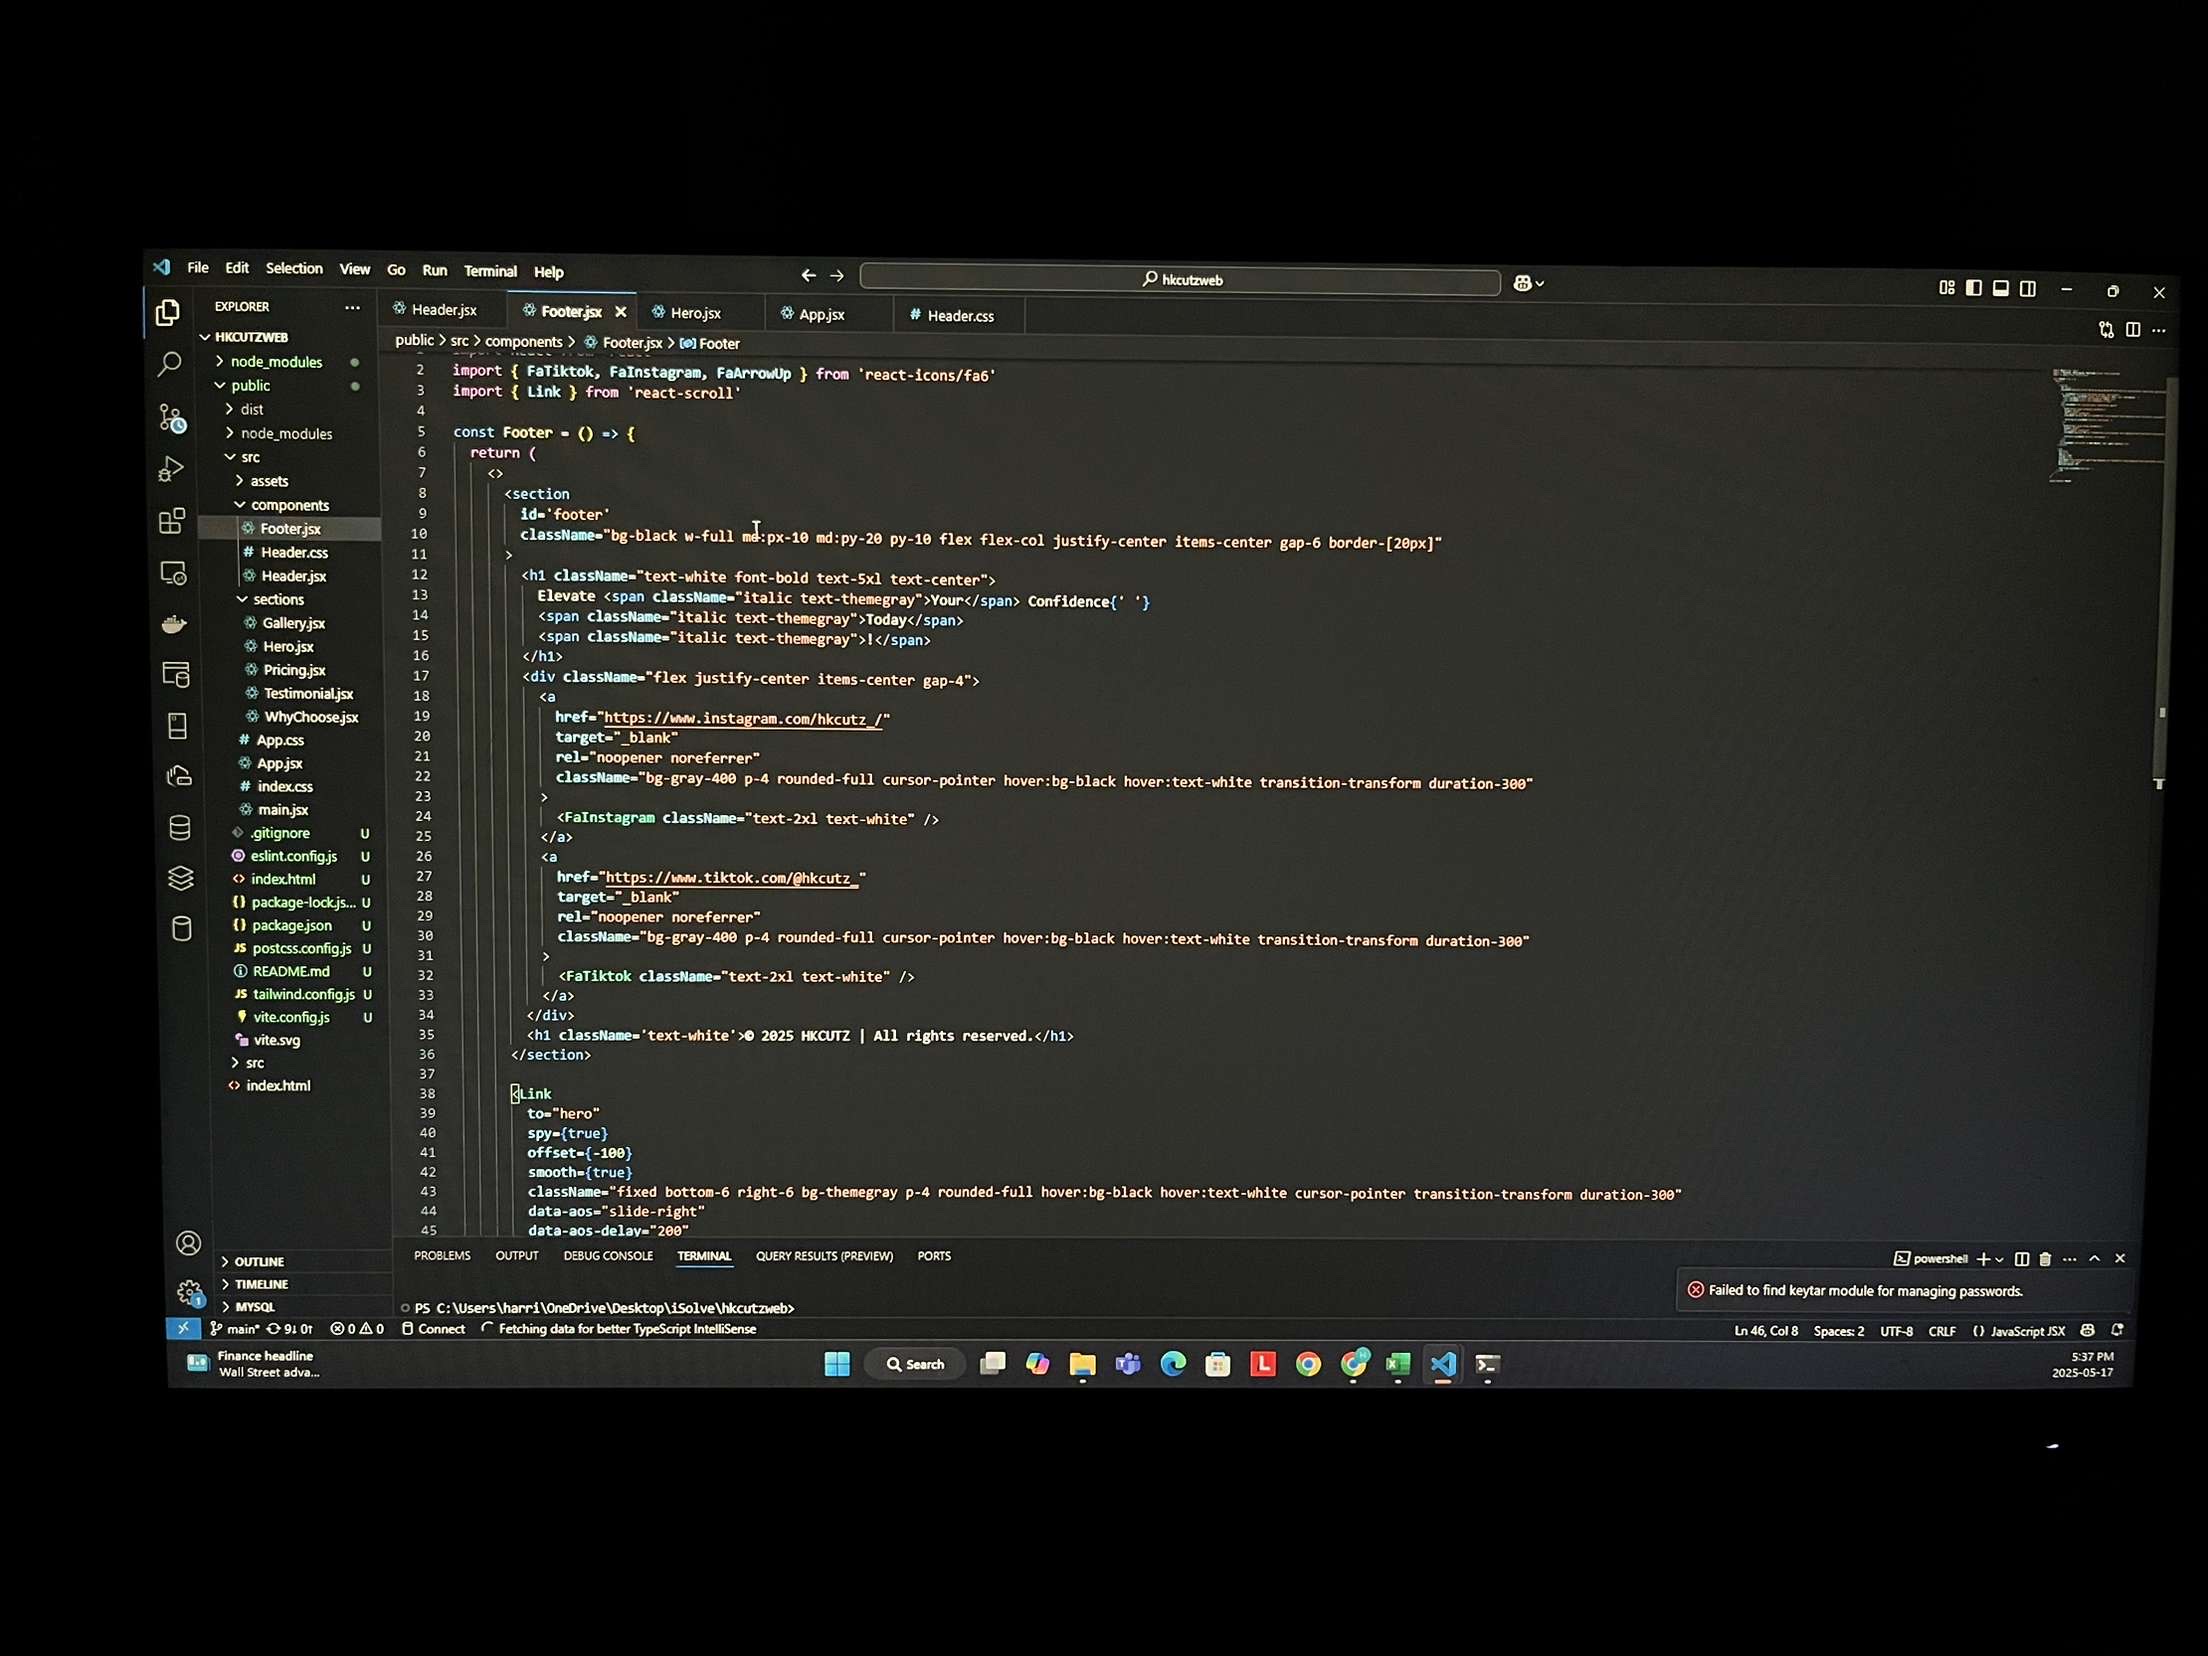 File Edit Selection View Go Run Terminal Help
hkcutzweb
EXPLORER
HKCUTZWEB
node_modules
public
dist
node_modules
src
assets
components
Footer.jsx
Header.css
Header.jsx
sections
Gallery.jsx
Hero.jsx
Pricing.jsx
Testimonial.jsx
WhyChoose.jsx
# App.css
App.jsx
# index.css
main.jsx
.gitignore U
eslint.config.js U
<> index.html U
{} package-lock.js... U
{} package.json U
JS postcss.config.js U
README.md U
JS tailwind.config.js U
vite.config.js U
vite.svg
src
<> index.html
OUTLINE
TIMELINE
MYSQL
Header.jsx Footer.jsx Hero.jsx App.jsx # Header.css
public > src > components > Footer.jsx > Footer
2 import { FaTiktok, FaInstagram, FaArrowUp } from 'react-icons/fa6'
3 import { Link } from 'react-scroll'
4
5 const Footer = () => {
6 return (
7 <>
8 <section
9 id='footer'
10 className="bg-black w-full md:px-10 md:py-20 py-10 flex flex-col justify-center items-center gap-6 border-[20px]"
11 >
12 <h1 className="text-white font-bold text-5xl text-center">
13 Elevate <span className="italic text-themegray">Your</span> Confidence{' '}
14 <span className="italic text-themegray">Today</span>
15 <span className="italic text-themegray">!</span>
16 </h1>
17 <div className="flex justify-center items-center gap-4">
18 <a
19 href="https://www.instagram.com/hkcutz_/"
20 target="_blank"
21 rel="noopener noreferrer"
22 className="bg-gray-400 p-4 rounded-full cursor-pointer hover:bg-black hover:text-white transition-transform duration-300"
23 >
24 <FaInstagram className="text-2xl text-white" />
25 </a>
26 <a
27 href="https://www.tiktok.com/@hkcutz_"
28 target="_blank"
29 rel="noopener noreferrer"
30 className="bg-gray-400 p-4 rounded-full cursor-pointer hover:bg-black hover:text-white transition-transform duration-300"
31 >
32 <FaTiktok className="text-2xl text-white" />
33 </a>
34 </div>
35 <h1 className='text-white'>© 2025 HKCUTZ | All rights reserved.</h1>
36 </section>
37
38 <Link
39 to="hero"
40 spy={true}
41 offset={-100}
42 smooth={true}
43 className="fixed bottom-6 right-6 bg-themegray p-4 rounded-full hover:bg-black hover:text-white cursor-pointer transition-transform duration-300"
44 data-aos="slide-right"
45 data-aos-delay="200"
PROBLEMS OUTPUT DEBUG CONSOLE TERMINAL QUERY RESULTS (PREVIEW) PORTS
powershell
PS C:\Users\harri\OneDrive\Desktop\iSolve\hkcutzweb>
Failed to find keytar module for managing passwords.
main* 9↓ 0↑ 0 0 Connect Fetching data for better TypeScript IntelliSense
Ln 46, Col 8 Spaces: 2 UTF-8 CRLF {} JavaScript JSX
Finance headline
Wall Street adva...
Search
5:37 PM
2025-05-17